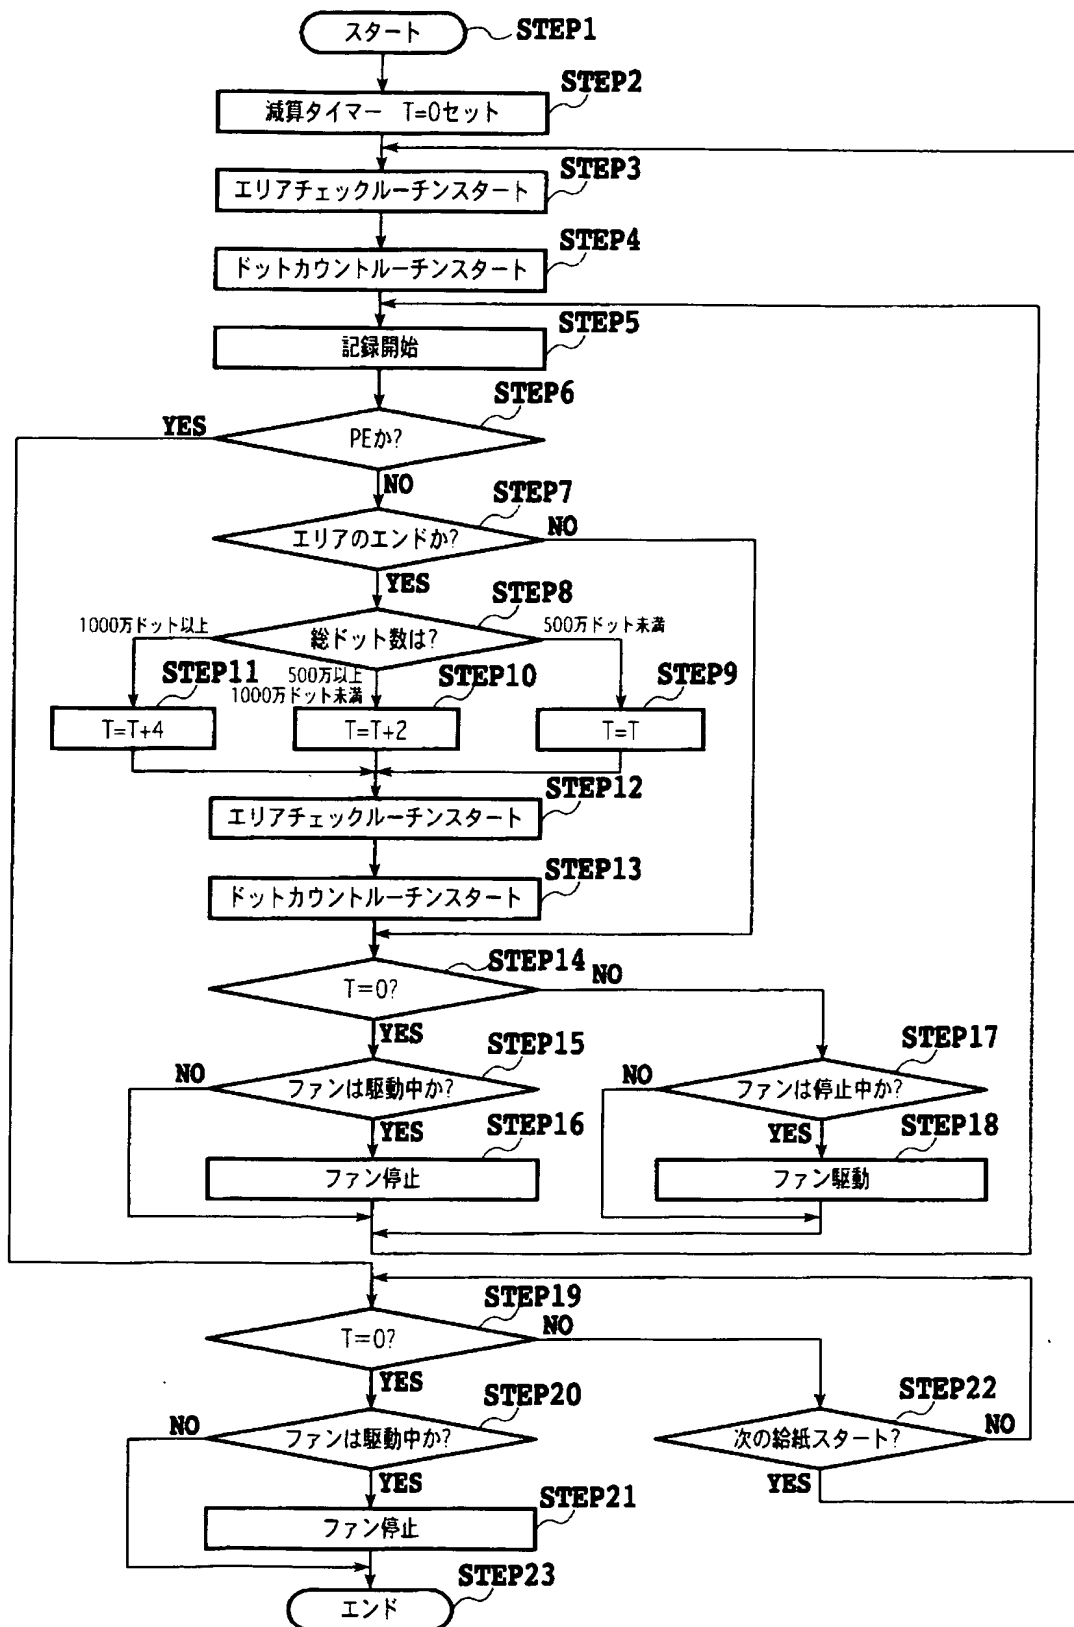 スタート
STEP1
STEP2
減算タイマー T=0セット
STEP3
エリアチェックルーチンスタート
STEP4
ドットカウントルーチンスタート
STEP5
記録開始
STEP6
YES
PEか?
NO
STEP7
エリアのエンドか?
NO
YES
STEP8
1000万ドット以上
総ドット数は?
500万ドット未満
STEP11
500万以上
1000万ドット未満
STEP10
STEP9
T=T+4
T=T+2
T=T
STEP12
エリアチェックルーチンスタート
STEP13
ドットカウントルーチンスタート
STEP14
T=0?
NO
YES
STEP15
NO
ファンは駆動中か?
STEP17
NO
ファンは停止中か?
YES
STEP16
YES
STEP18
ファン停止
ファン駆動
STEP19
T=0?
NO
YES
STEP20
NO
ファンは駆動中か?
STEP22
次の給紙スタート?
NO
YES
YES
STEP21
ファン停止
STEP23
エンド